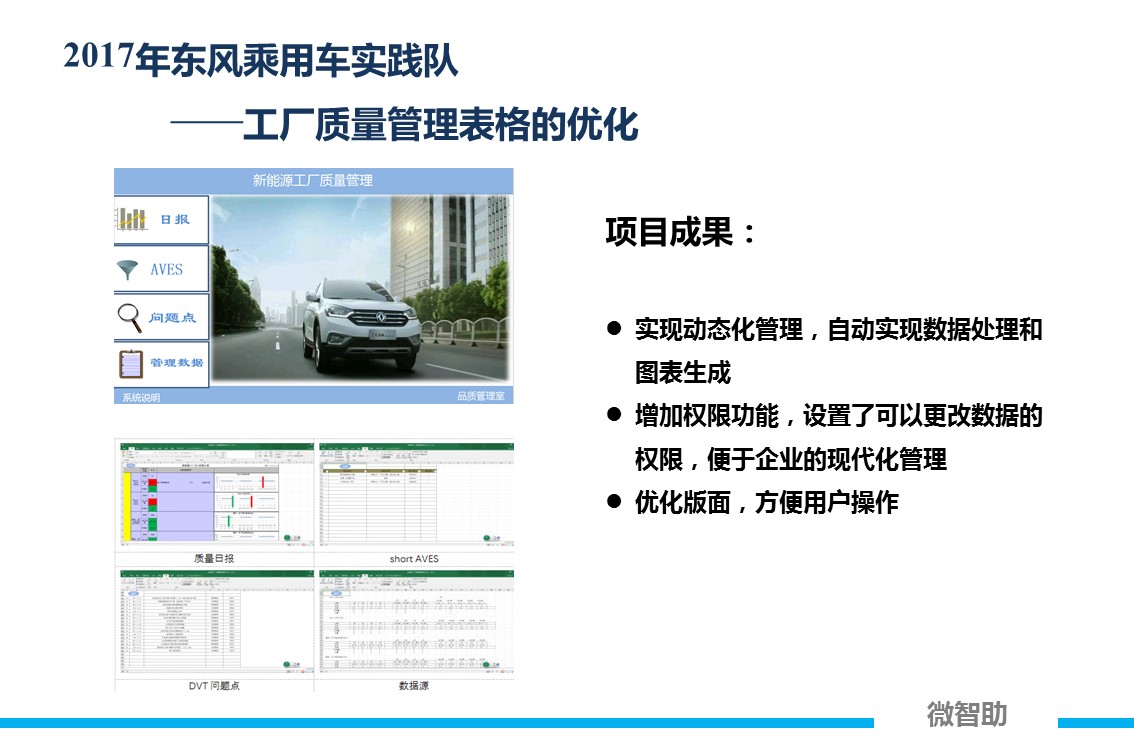 2017年东风乘用车实践队
——工厂质量管理表格的优化
新能源工厂质量管理
日报
AVES
问题点
管理数据
系统说明
品质管理室
项目成果：
● 实现动态化管理，自动实现数据处理和
图表生成
● 增加权限功能，设置了可以更改数据的
权限，便于企业的现代化管理
● 优化版面，方便用户操作
质量日报
short AVES
DVT 问题点
数据源
微智助